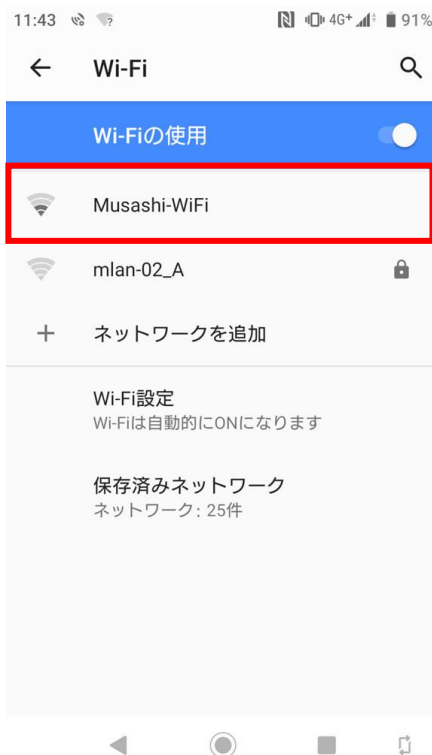 11:43 4G+ 91%
Wi-Fi
Wi-Fiの使用
Musashi-WiFi
mlan-02_A
ネットワークを追加
Wi-Fi設定
Wi-Fiは自動的にONになります
保存済みネットワーク
ネットワーク: 25件